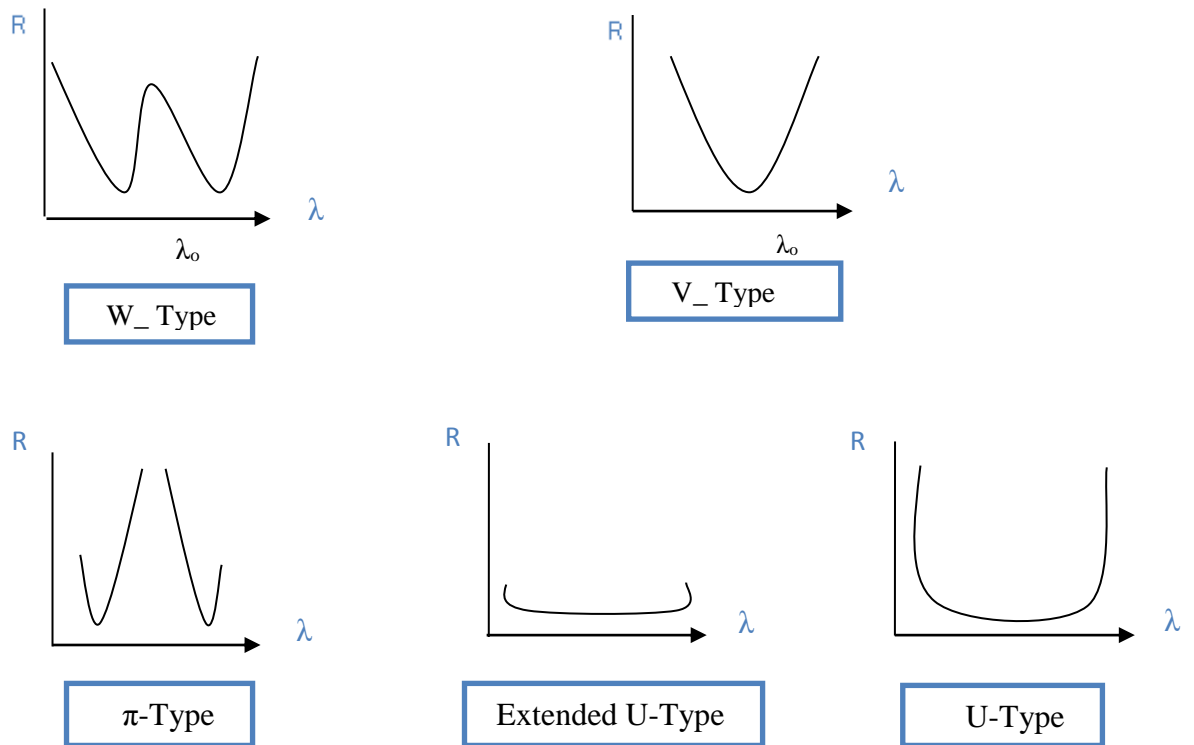 R
R
λ
λ
λₒ
λₒ
W_ Type
V_ Type
R
R
R
λ
λ
λ
π-Type
Extended U-Type
U-Type